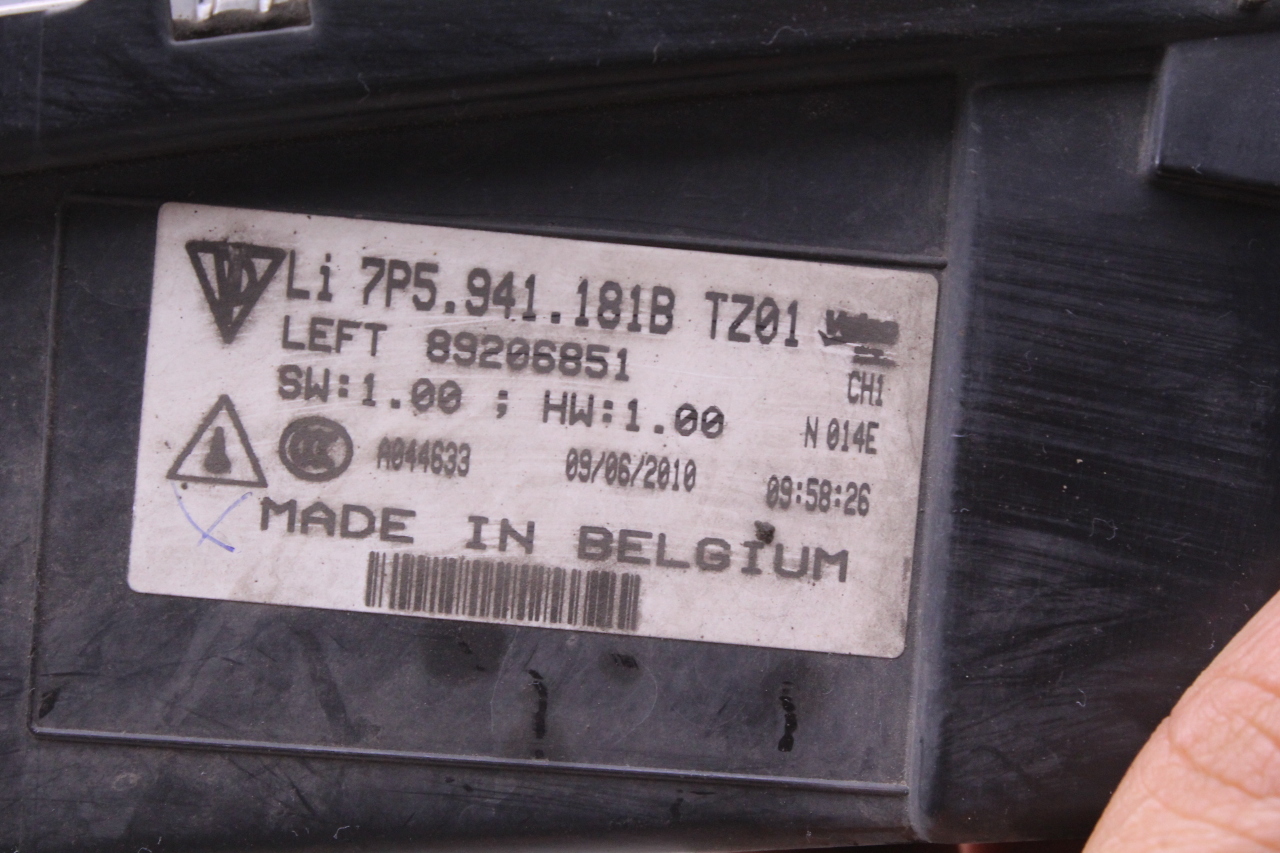 Li 7P5.941.181B TZ01
LEFT 89206851
CH1
SW:1.00 ; HW:1.00
N 014E
CCC A044633 09/06/2010 09:58:26
MADE IN BELGIUM